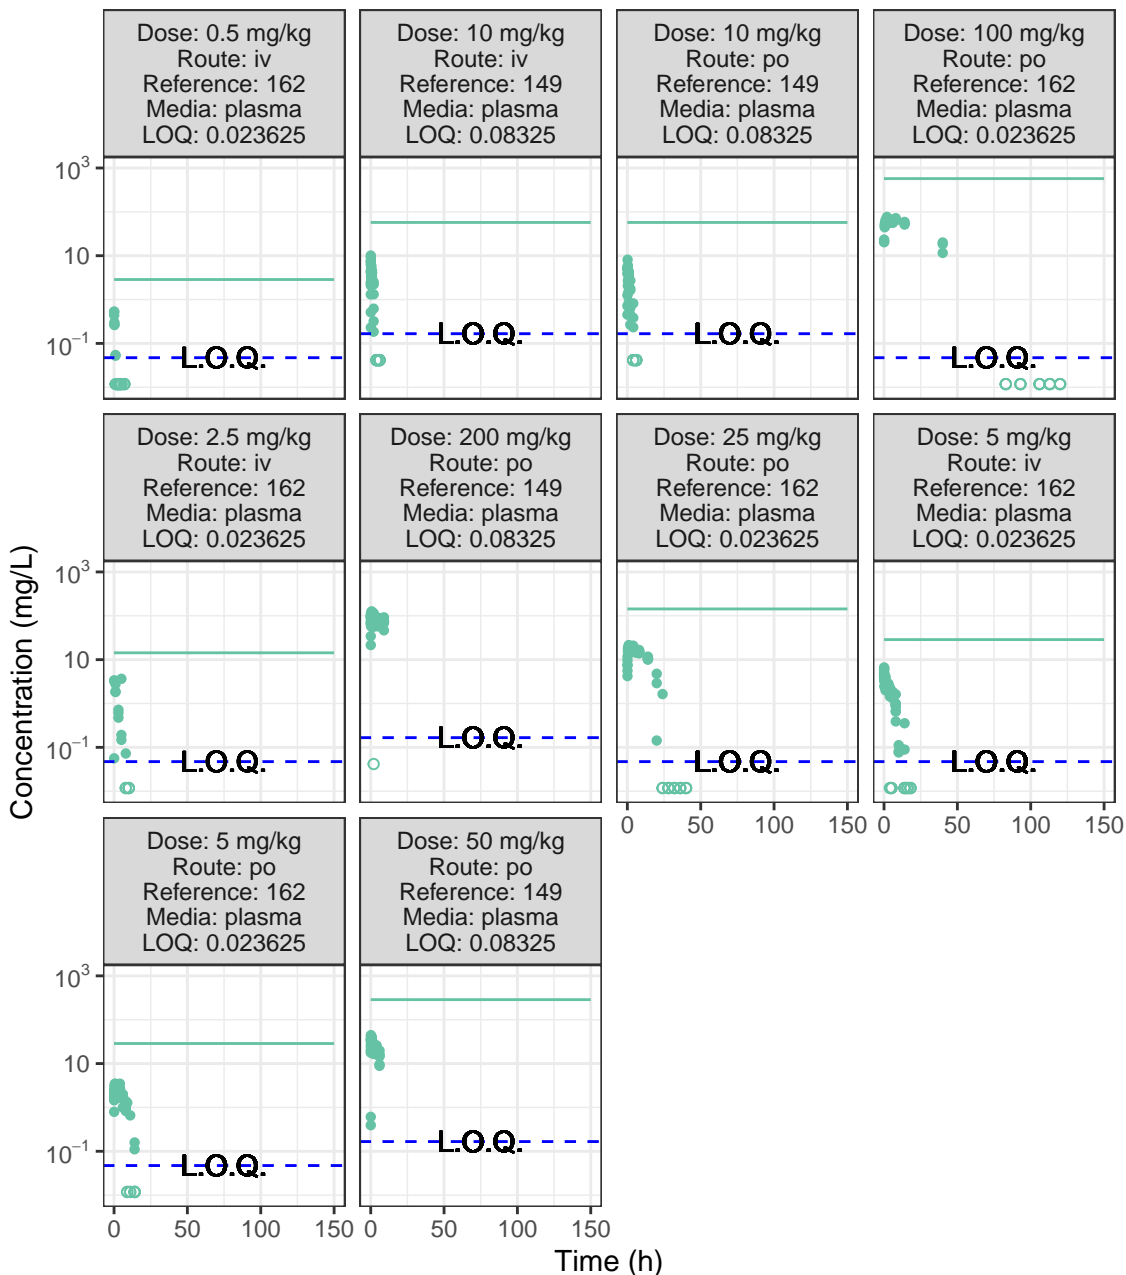 Dose: 0.5 mg/kg
Route: iv
Reference: 162
Media: plasma
LOQ: 0.023625
Dose: 10 mg/kg
Route: iv
Reference: 149
Media: plasma
LOQ: 0.08325
Dose: 10 mg/kg
Route: po
Reference: 149
Media: plasma
LOQ: 0.08325
Dose: 100 mg/kg
Route: po
Reference: 162
Media: plasma
LOQ: 0.023625
10³
10
10⁻¹
L.O.Q.
L.O.Q.
L.O.Q.
L.O.Q.
Dose: 2.5 mg/kg
Route: iv
Reference: 162
Media: plasma
LOQ: 0.023625
Dose: 200 mg/kg
Route: po
Reference: 149
Media: plasma
LOQ: 0.08325
Dose: 25 mg/kg
Route: po
Reference: 162
Media: plasma
LOQ: 0.023625
Dose: 5 mg/kg
Route: iv
Reference: 162
Media: plasma
LOQ: 0.023625
Concentration (mg/L)
10³
10
10⁻¹
L.O.Q.
L.O.Q.
L.O.Q.
L.O.Q.
0 50 100 150
0 50 100 150
Dose: 5 mg/kg
Route: po
Reference: 162
Media: plasma
LOQ: 0.023625
Dose: 50 mg/kg
Route: po
Reference: 149
Media: plasma
LOQ: 0.08325
10³
10
10⁻¹
L.O.Q.
L.O.Q.
0 50 100 150
0 50 100 150
Time (h)